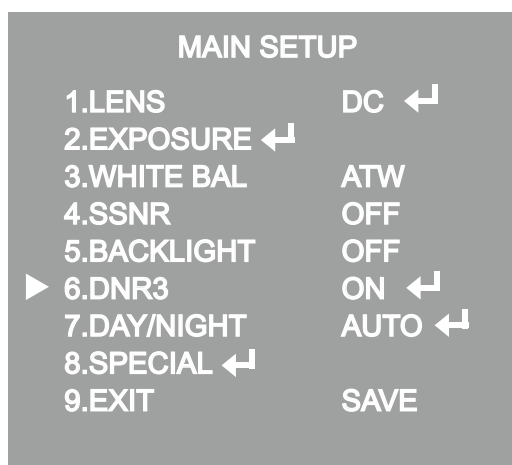 MAIN SETUP
1.LENS DC ↵
2.EXPOSURE ↵
3.WHITE BAL ATW
4.SSNR OFF
5.BACKLIGHT OFF
▶ 6.DNR3 ON ↵
7.DAY/NIGHT AUTO ↵
8.SPECIAL ↵
9.EXIT SAVE